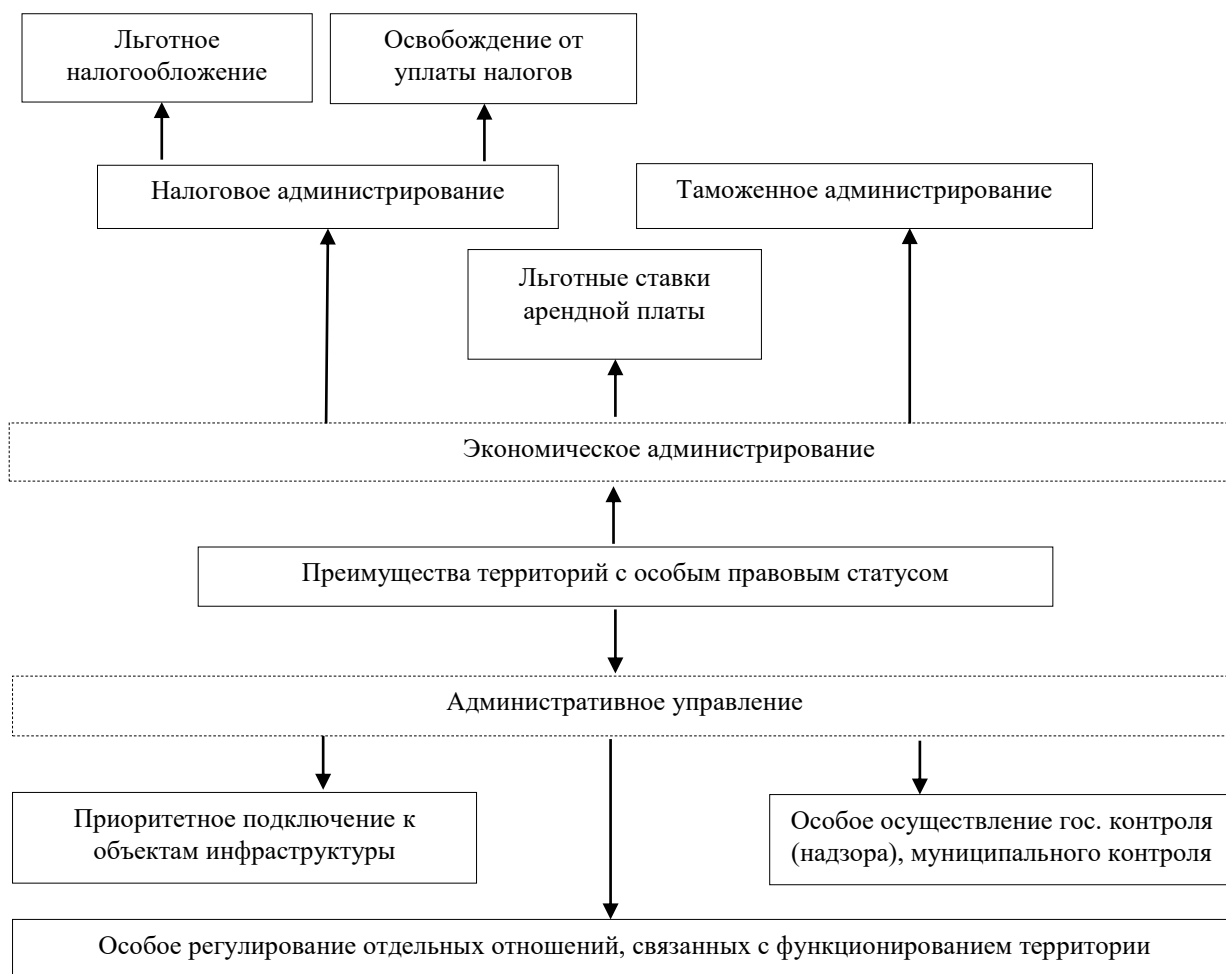 Льготное
налогообложение
Освобождение от
уплаты налогов
Налоговое администрирование
Таможенное администрирование
Льготные ставки
арендной платы
Экономическое администрирование
Преимущества территорий с особым правовым статусом
Административное управление
Приоритетное подключение к
объектам инфраструктуры
Особое осуществление гос. контроля
(надзора), муниципального контроля
Особое регулирование отдельных отношений, связанных с функционированием территории